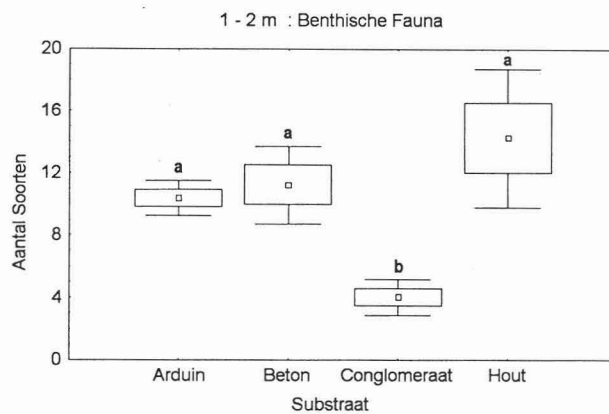 1 - 2 m : Benthische Fauna
Aantal Soorten
20
16
12
8
4
0
a
a
b
a
Arduin Beton Conglomeraat Hout
Substraat